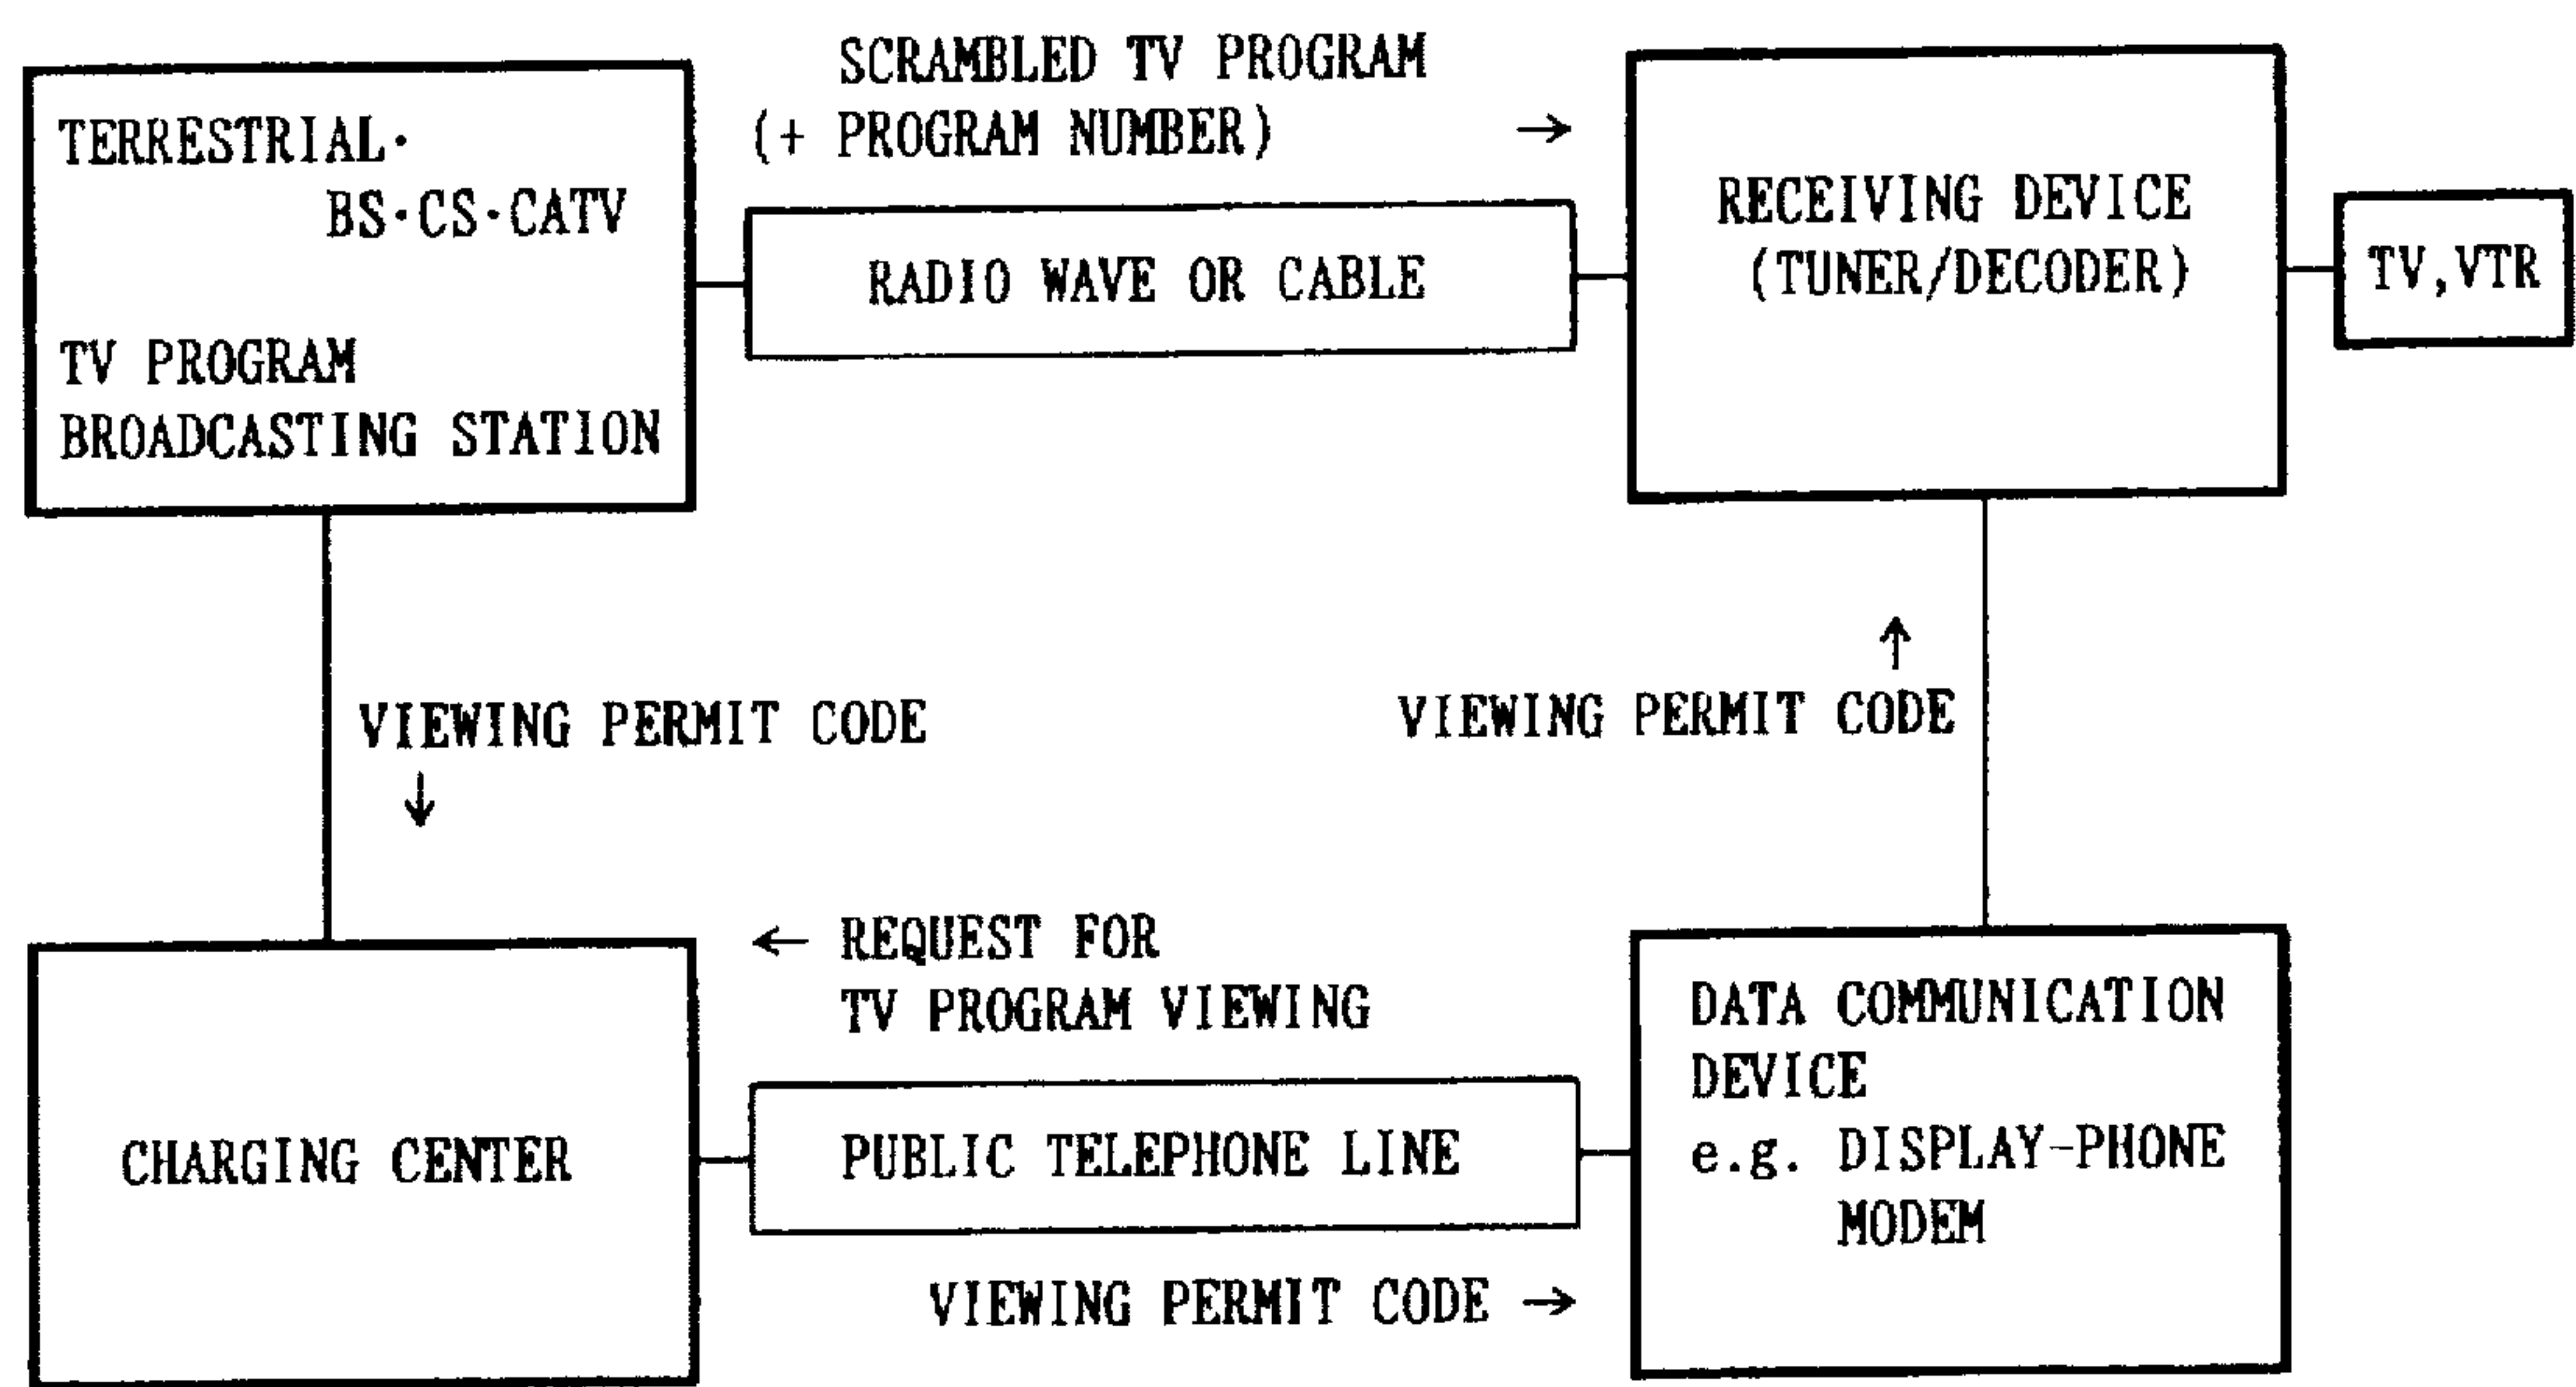 SCRAMBLED TV PROGRAM
(+ PROGRAM NUMBER) →
TERRESTRIAL·
BS·CS·CATV
TV PROGRAM
BROADCASTING STATION
RADIO WAVE OR CABLE
RECEIVING DEVICE
(TUNER/DECODER)
TV,VTR
VIEWING PERMIT CODE
↓
↑
VIEWING PERMIT CODE
CHARGING CENTER
← REQUEST FOR
TV PROGRAM VIEWING
PUBLIC TELEPHONE LINE
VIEWING PERMIT CODE →
DATA COMMUNICATION
DEVICE
e.g. DISPLAY-PHONE
MODEM